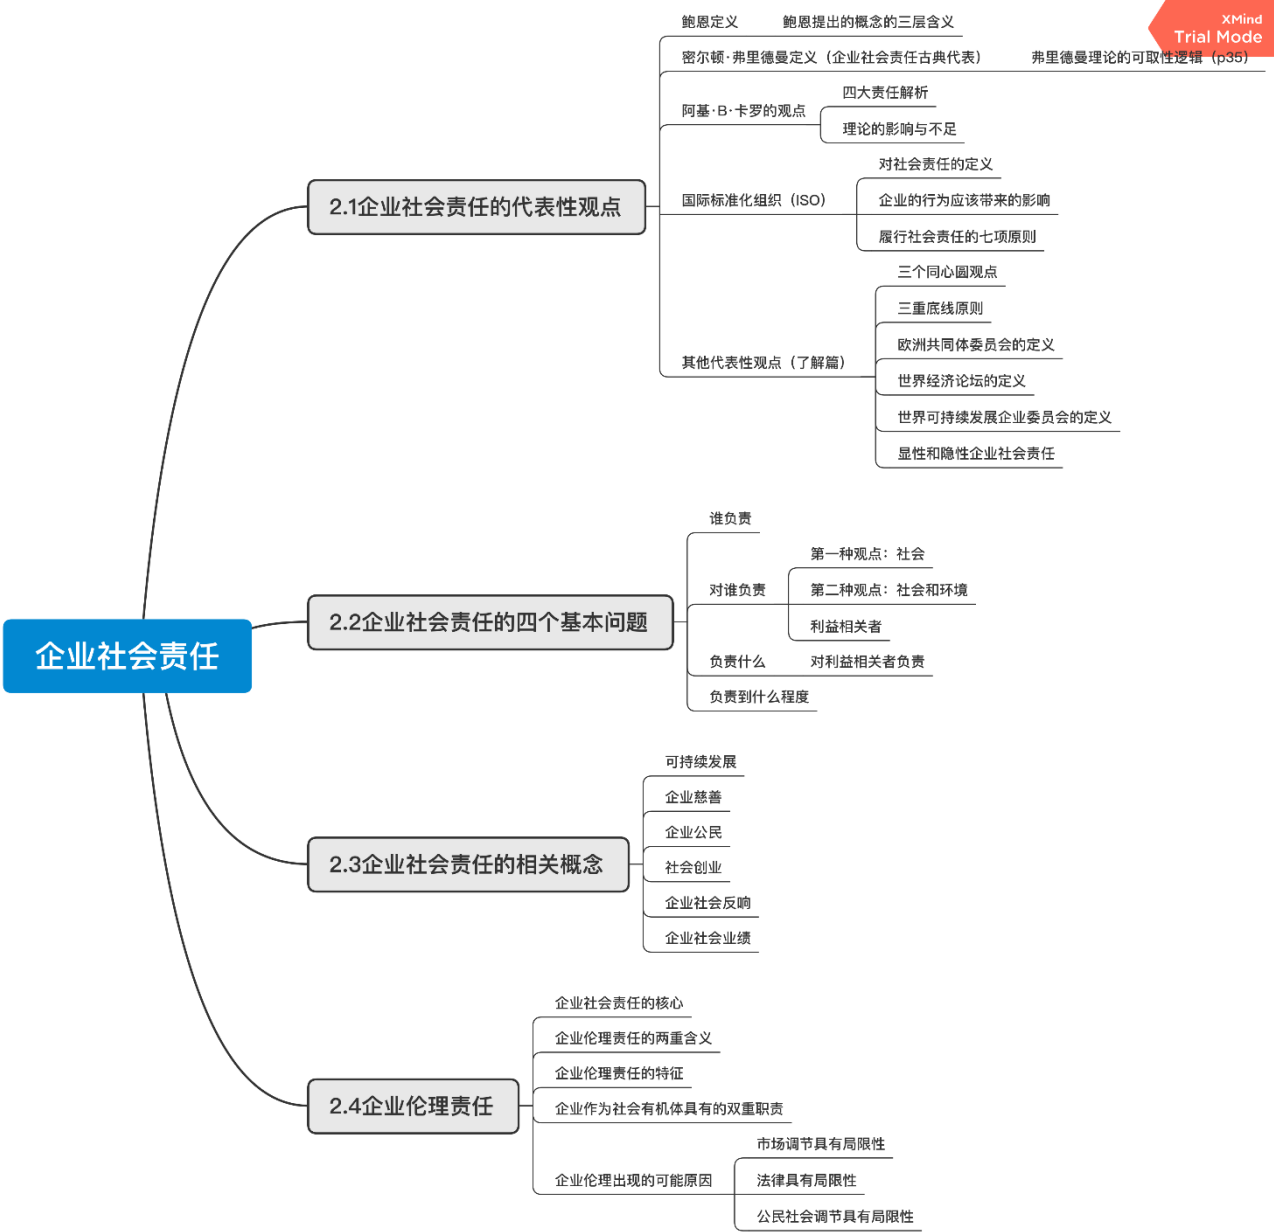 XMind
Trial Mode
企业社会责任
2.1企业社会责任的代表性观点
鲍恩定义
鲍恩提出的概念的三层含义
密尔顿·弗里德曼定义（企业社会责任古典代表）
弗里德曼理论的可取性逻辑（p35）
阿基·B·卡罗的观点
四大责任解析
理论的影响与不足
国际标准化组织（ISO）
对社会责任的定义
企业的行为应该带来的影响
履行社会责任的七项原则
其他代表性观点（了解篇）
三个同心圆观点
三重底线原则
欧洲共同体委员会的定义
世界经济论坛的定义
世界可持续发展企业委员会的定义
显性和隐性企业社会责任
2.2企业社会责任的四个基本问题
谁负责
对谁负责
第一种观点：社会
第二种观点：社会和环境
利益相关者
负责什么
对利益相关者负责
负责到什么程度
2.3企业社会责任的相关概念
可持续发展
企业慈善
企业公民
社会创业
企业社会反响
企业社会业绩
2.4企业伦理责任
企业社会责任的核心
企业伦理责任的两重含义
企业伦理责任的特征
企业作为社会有机体具有的双重职责
企业伦理出现的可能原因
市场调节具有局限性
法律具有局限性
公民社会调节具有局限性